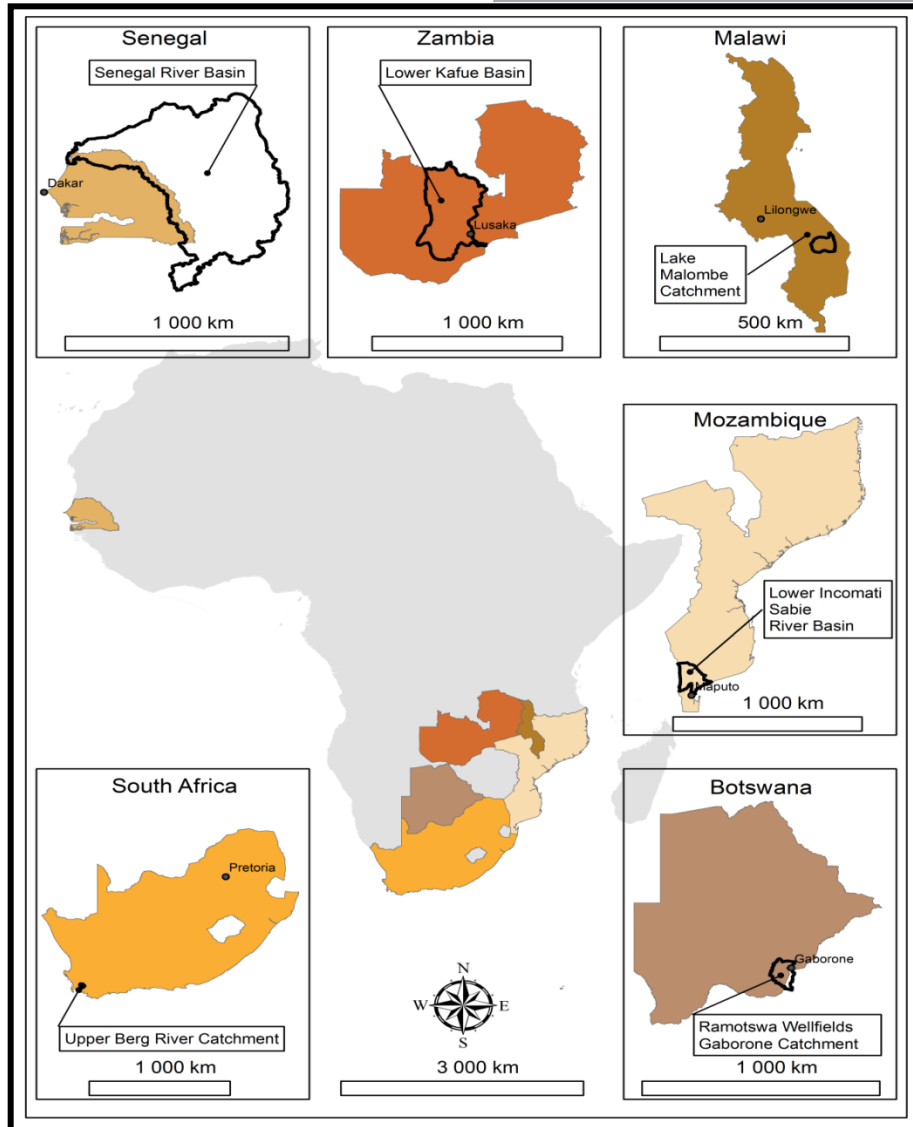 Senegal
Senegal River Basin
Dakar
1 000 km
Zambia
Lower Kafue Basin
Lusaka
1 000 km
Malawi
Lilongwe
Lake
Malombe
Catchment
500 km
Mozambique
Lower Incomati
Sabie
River Basin
Maputo
1 000 km
South Africa
Pretoria
Upper Berg River Catchment
1 000 km
N
W
E
S
3 000 km
Botswana
Gaborone
Ramotswa Wellfields
Gaborone Catchment
1 000 km